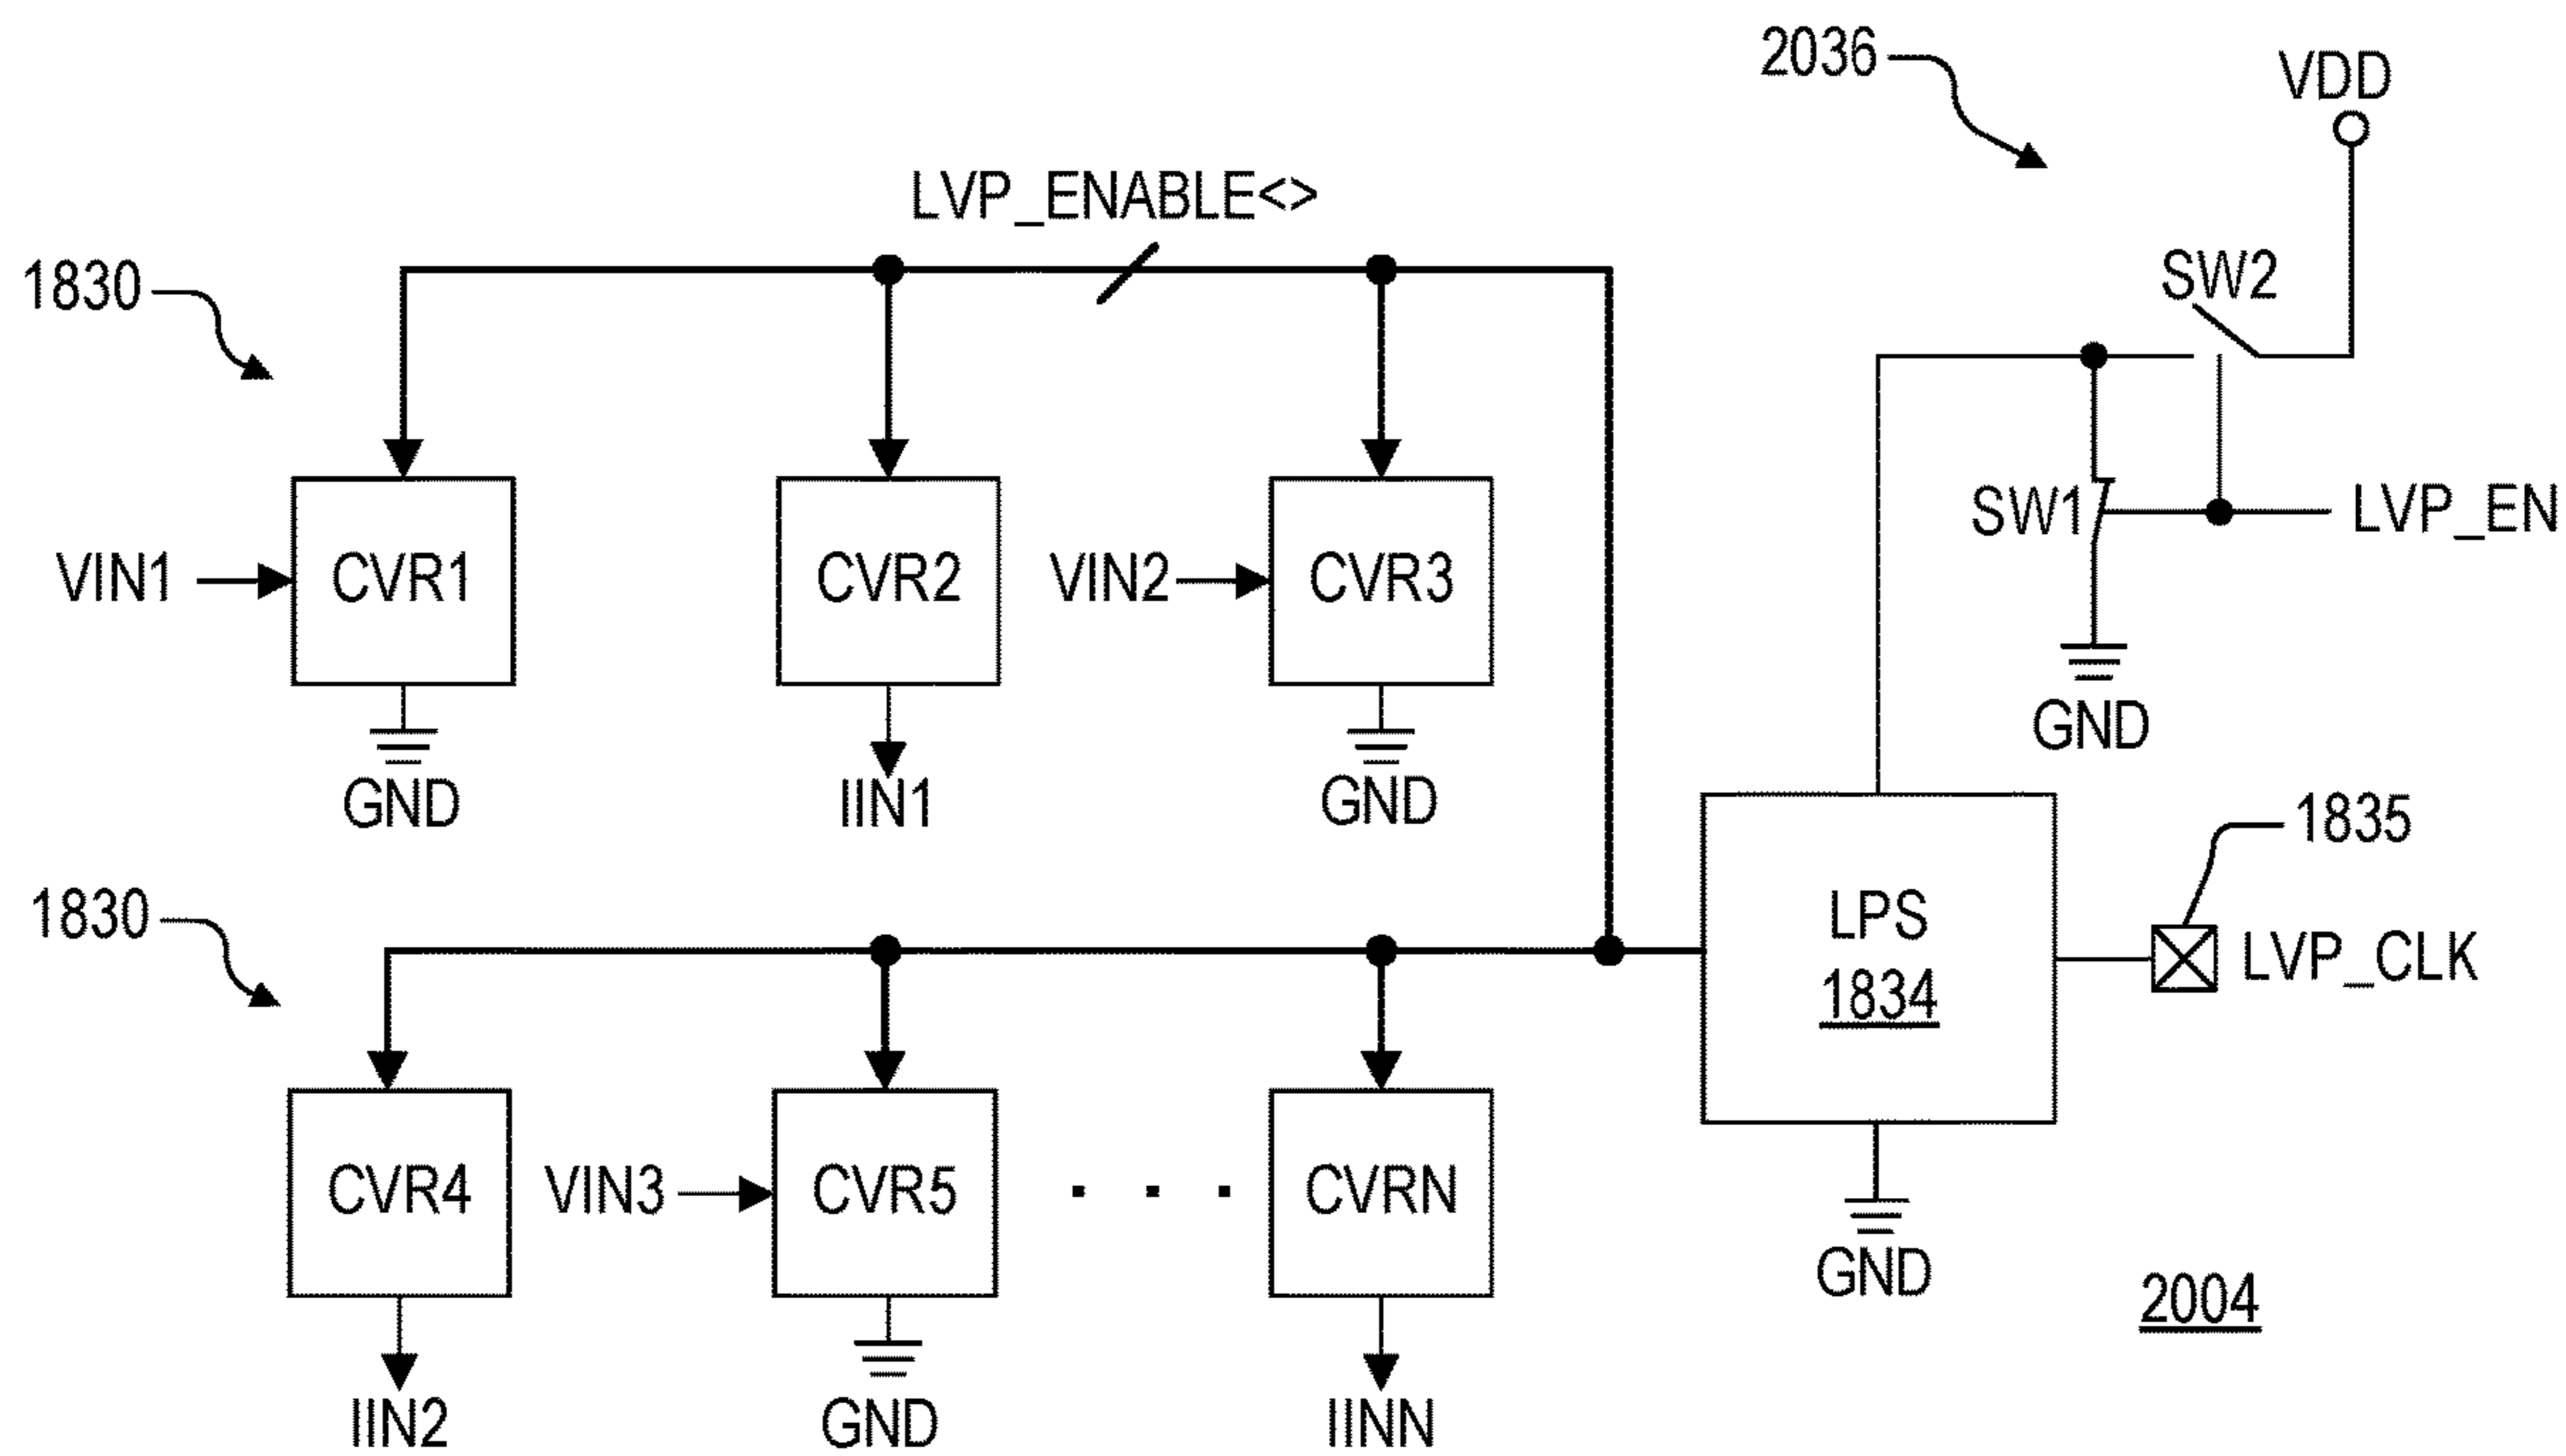 2036
VDD
LVP_ENABLE<>
1830
SW2
VIN1
CVR1
CVR2
VIN2
CVR3
SW1
LVP_EN
GND
IIN1
GND
GND
1835
1830
LPS
1834
LVP_CLK
CVR4
VIN3
CVR5
. . .
CVRN
GND
2004
IIN2
GND
IINN